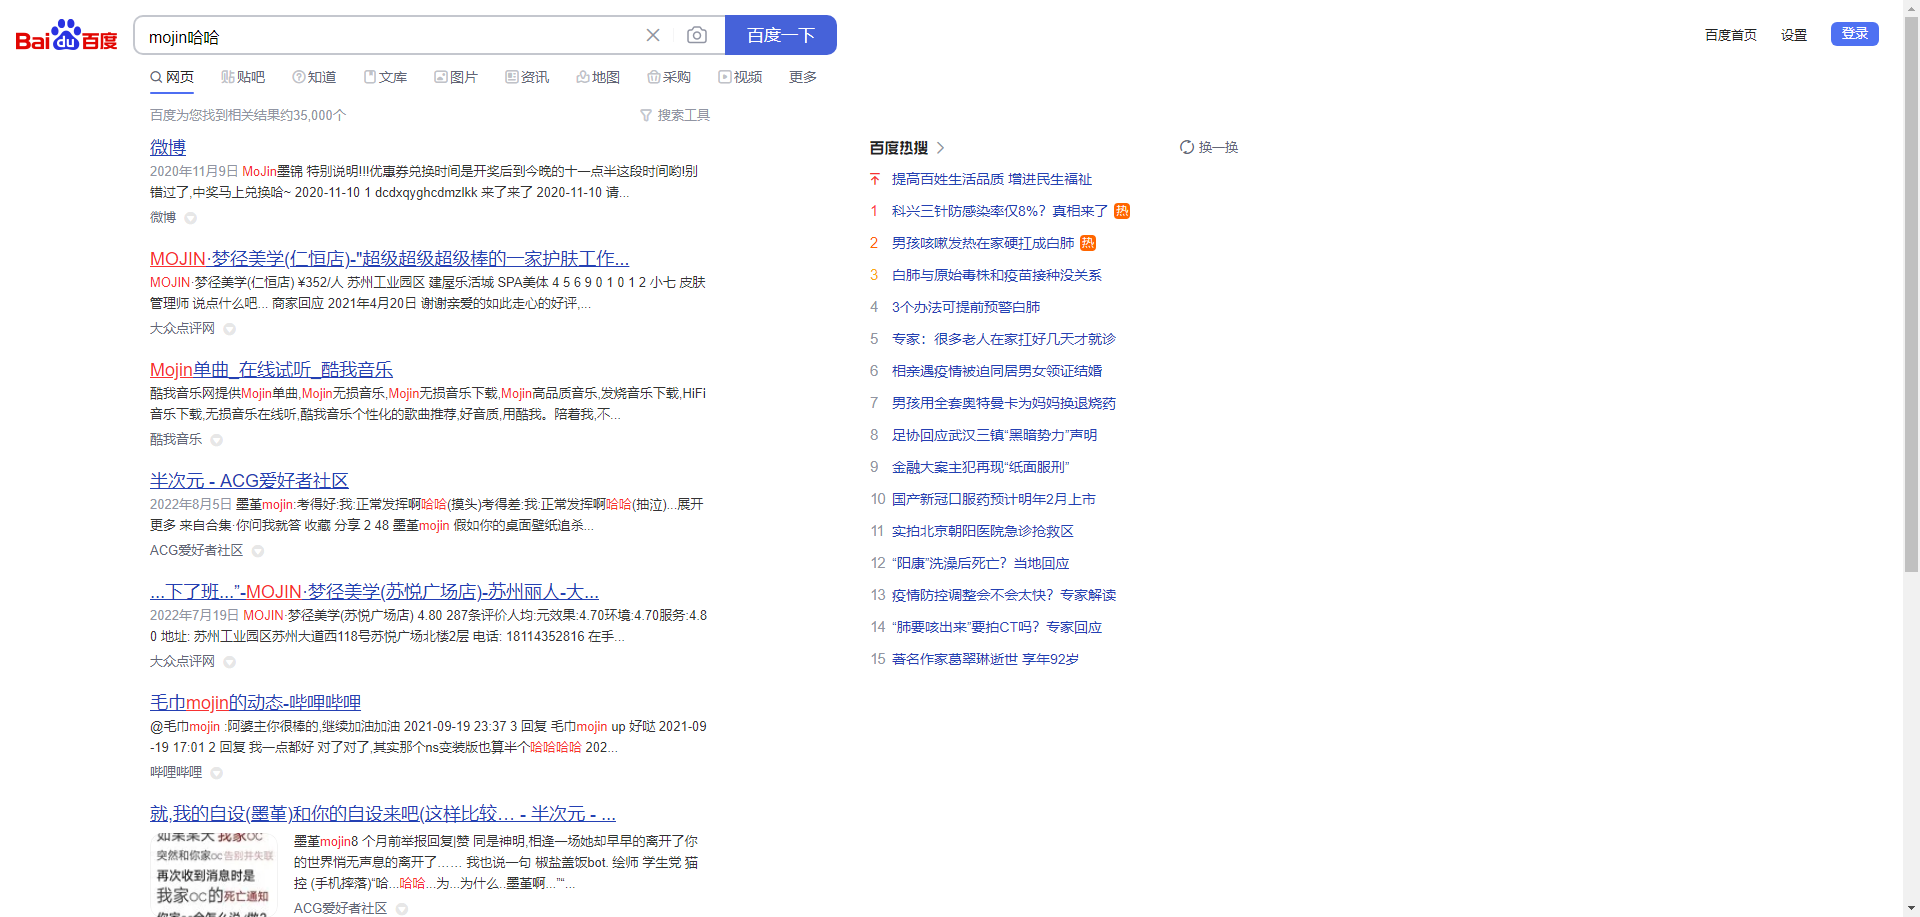 Bai du 百度
mojin哈哈
百度一下
百度首页 设置 登录
网页 贴吧 知道 文库 图片 资讯 地图 采购 视频 更多
百度为您找到相关结果约35,000个
搜索工具
微博
2020年11月9日 MoJin墨锦 特别说明!!!优惠券兑换时间是开奖后到今晚的十一点半这段时间哟!别
错过了,中奖马上兑换哈~ 2020-11-10 1 dcdxqyghcdmzlkk 来了来了 2020-11-10 请...
微博
MOJIN·梦径美学(仁恒店)-"超级超级超级棒的一家护肤工作...
MOJIN·梦径美学(仁恒店) ¥352/人 苏州工业园区 建屋乐活城 SPA美体 4 5 6 9 0 1 0 1 2 小七 皮肤
管理师 说点什么吧... 商家回应 2021年4月20日 谢谢亲爱的如此走心的好评,...
大众点评网
Mojin单曲_在线试听_酷我音乐
酷我音乐网提供Mojin单曲,Mojin无损音乐,Mojin无损音乐下载,Mojin高品质音乐,发烧音乐下载,HiFi
音乐下载,无损音乐在线听,酷我音乐个性化的歌曲推荐,好音质,用酷我。陪着我,不...
酷我音乐
半次元 - ACG爱好者社区
2022年8月5日 墨堇mojin:考得好:我:正常发挥啊哈哈(摸头)考得差:我:正常发挥啊哈哈(抽泣)...展开
更多 来自合集·你问我就答 收藏 分享 2 48 墨堇mojin 假如你的桌面壁纸追杀...
ACG爱好者社区
...下了班...”-MOJIN·梦径美学(苏悦广场店)-苏州丽人-大...
2022年7月19日 MOJIN·梦径美学(苏悦广场店) 4.80 287条评价人均:元效果:4.70环境:4.70服务:4.8
0 地址: 苏州工业园区苏州大道西118号苏悦广场北楼2层 电话: 18114352816 在手...
大众点评网
毛巾mojin的动态-哔哩哔哩
@毛巾mojin :阿婆主你很棒的,继续加油加油 2021-09-19 23:37 3 回复 毛巾mojin up 好哒 2021-09
-19 17:01 2 回复 我一点都好 对了对了,其实那个ns变装版也算半个哈哈哈哈 202...
哔哩哔哩
就,我的自设(墨堇)和你的自设来吧(这样比较… - 半次元 - ...
如果某天 我家oc
突然和你家oc告别并失联
再次收到消息时是
我家oc的死亡通知
你家oc会怎么说/做?
墨堇mojin8 个月前举报回复|赞 同是神明,相逢一场她却早早的离开了你
的世界悄无声息的离开了…… 我也说一句 椒盐盖饭bot. 绘师 学生党 猫
控 (手机摔落)“哈...哈哈...为...为什么..墨堇啊...”“...
ACG爱好者社区
百度热搜
换一换
提高百姓生活品质 增进民生福祉
1 科兴三针防感染率仅8%？真相来了 热
2 男孩咳嗽发热在家硬扛成白肺 热
3 白肺与原始毒株和疫苗接种没关系
4 3个办法可提前预警白肺
5 专家：很多老人在家扛好几天才就诊
6 相亲遇疫情被迫同居男女领证结婚
7 男孩用全套奥特曼卡为妈妈换退烧药
8 足协回应武汉三镇“黑暗势力”声明
9 金融大案主犯再现“纸面服刑”
10 国产新冠口服药预计明年2月上市
11 实拍北京朝阳医院急诊抢救区
12 “阳康”洗澡后死亡？当地回应
13 疫情防控调整会不会太快？专家解读
14 “肺要咳出来”要拍CT吗？专家回应
15 著名作家葛翠琳逝世 享年92岁